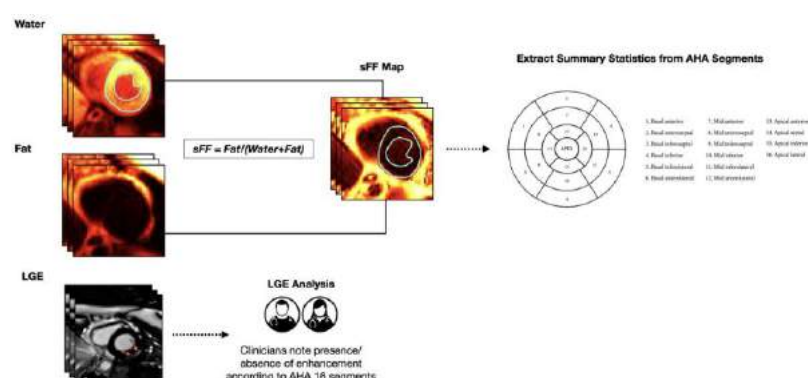 Water
sFF Map
Extract Summary Statistics from AHA Segments
sFF = Fat/(Water+Fat)
Fat
APEX
1. Basal anterior
2. Basal anteroseptal
3. Basal inferoseptal
4. Basal inferior
5. Basal inferolateral
6. Basal anterolateral
7. Mid anterior
8. Mid anteroseptal
9. Mid inferoseptal
10. Mid inferior
11. Mid inferolateral
12. Mid anterolateral
13. Apical anterior
14. Apical septal
15. Apical inferior
16. Apical lateral
LGE
LGE Analysis
Clinicians note presence/
absence of enhancement
according to AHA 16 segments